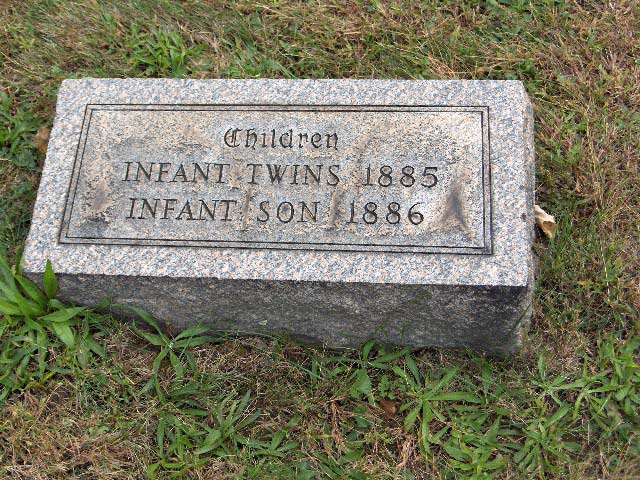 Children
INFANT TWINS 1885
INFANT SON 1886